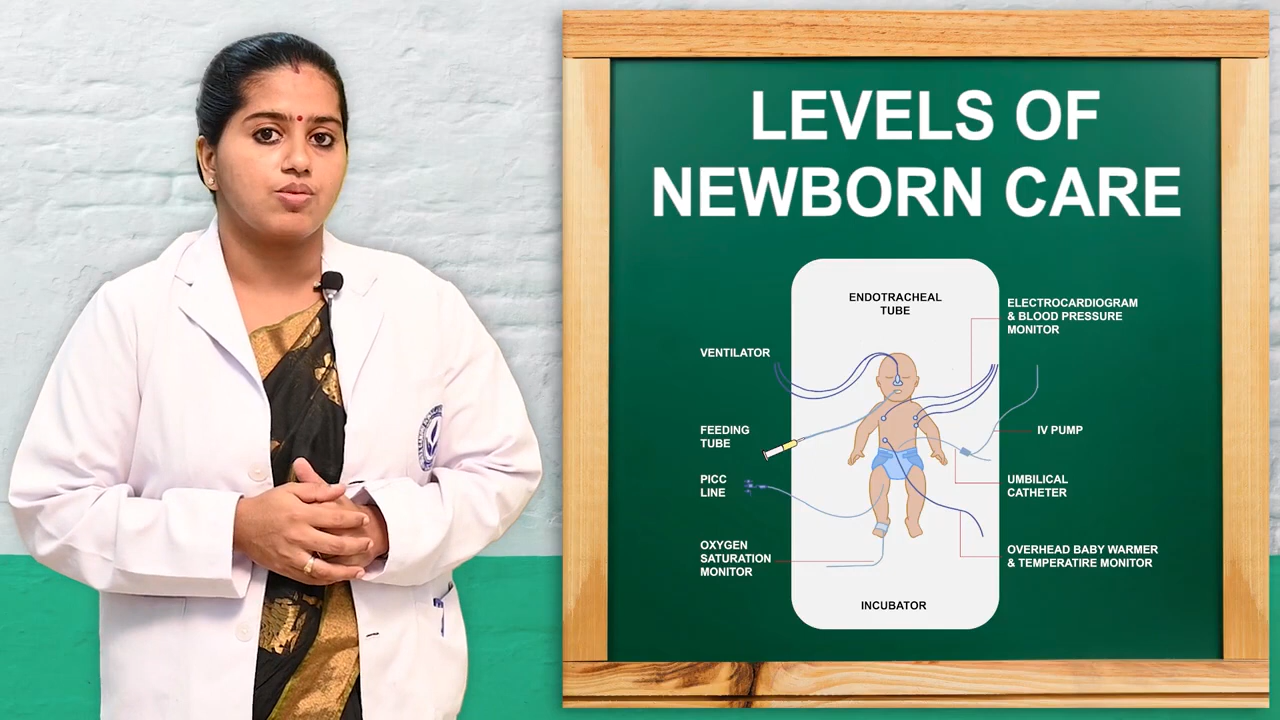 LEVELS OF
NEWBORN CARE
ENDOTRACHEAL
TUBE
ELECTROCARDIOGRAM
& BLOOD PRESSURE
MONITOR
VENTILATOR
FEEDING
TUBE
IV PUMP
PICC
LINE
UMBILICAL
CATHETER
OXYGEN
SATURATION
MONITOR
OVERHEAD BABY WARMER
& TEMPERATIRE MONITOR
INCUBATOR